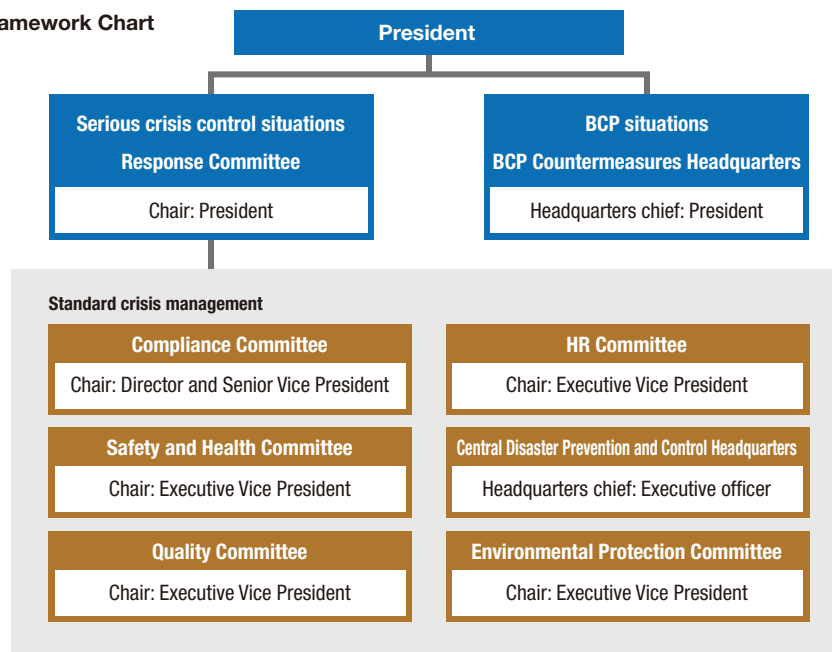 Chart
President
Serious crisis control situations
Response Committee
Chair: President
BCP situations
BCP Countermeasures Headquarters
Headquarters chief: President
Standard crisis management
Compliance Committee
Chair: Director and Senior Vice President
HR Committee
Chair: Executive Vice President
Safety and Health Committee
Chair: Executive Vice President
Central Disaster Prevention and Control Headquarters
Headquarters chief: Executive officer
Quality Committee
Chair: Executive Vice President
Environmental Protection Committee
Chair: Executive Vice President